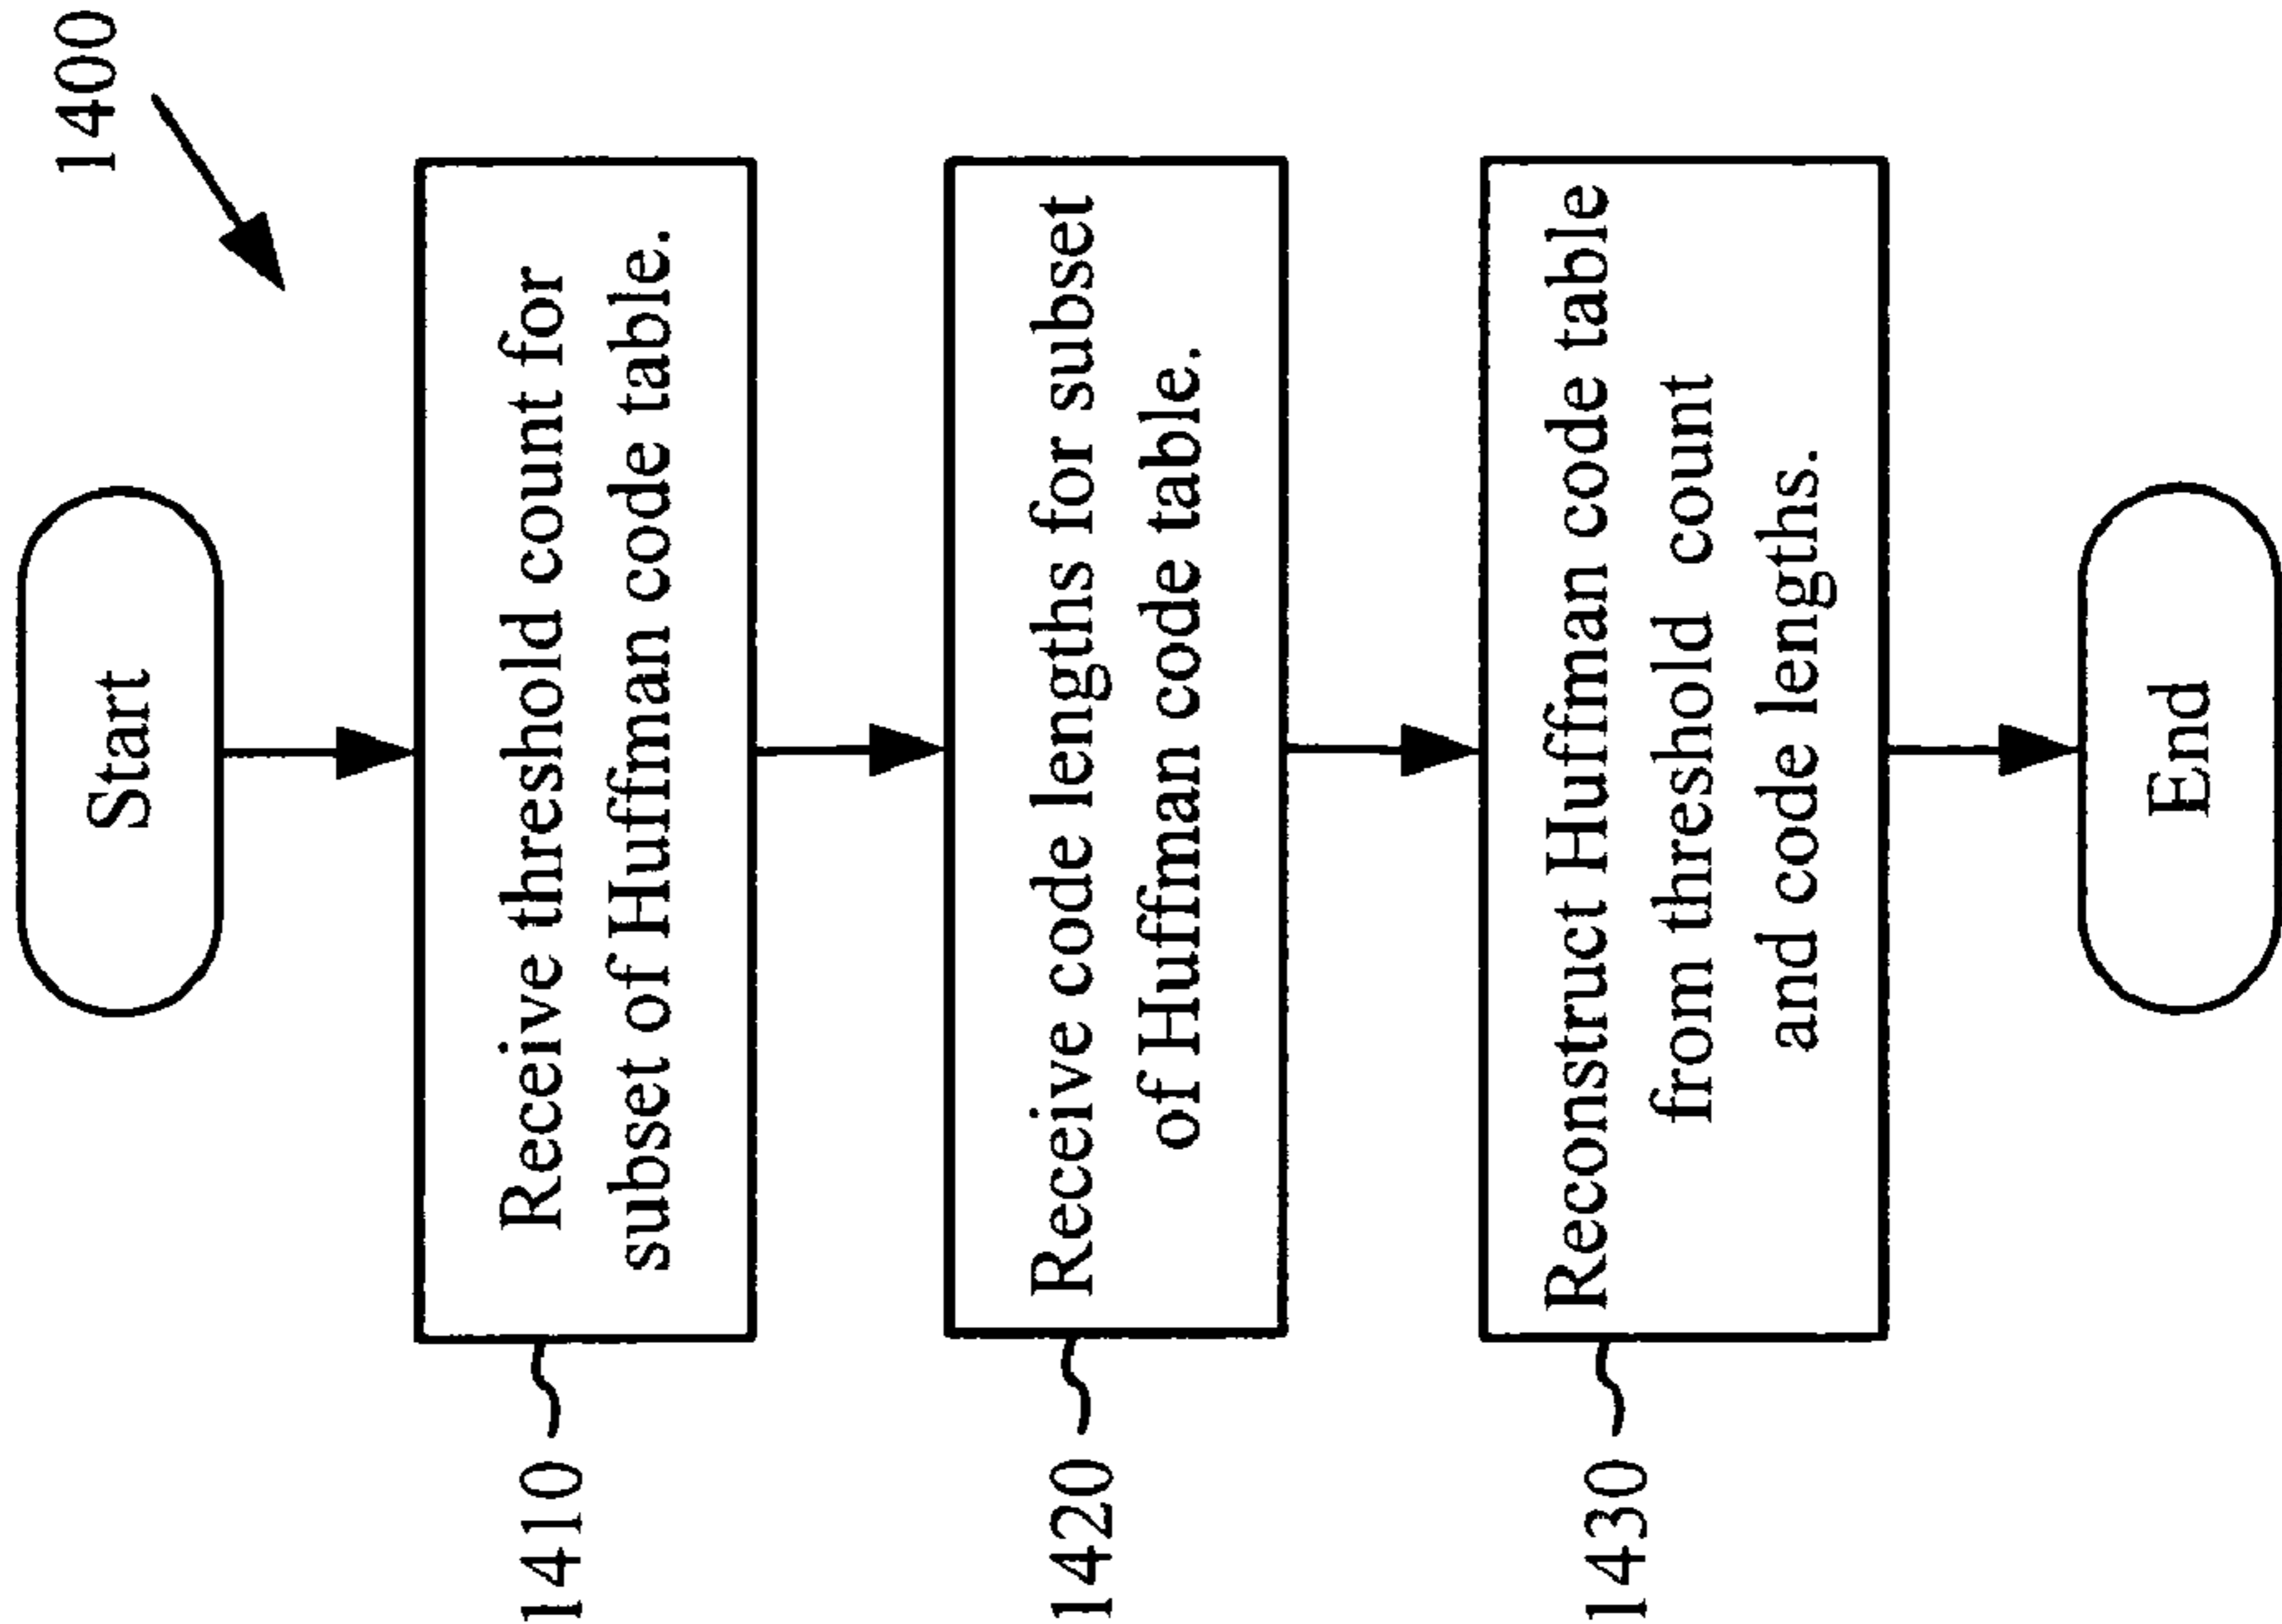 1400
Start
Receive threshold count for
subset of Huffman code table.
1410
Receive code lengths for subset
of Huffman code table.
1420
Reconstruct Huffman code table
from threshold count
and code lengths.
1430
End